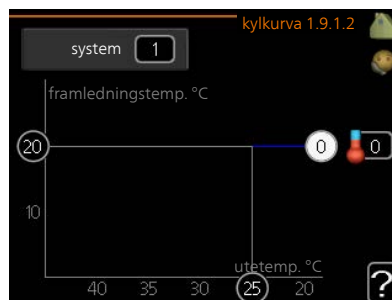 kylkurva 1.9.1.2
system 1
framledningstemp. °C
20
0
0
10
utetemp. °C
40 35 30 25 20
?